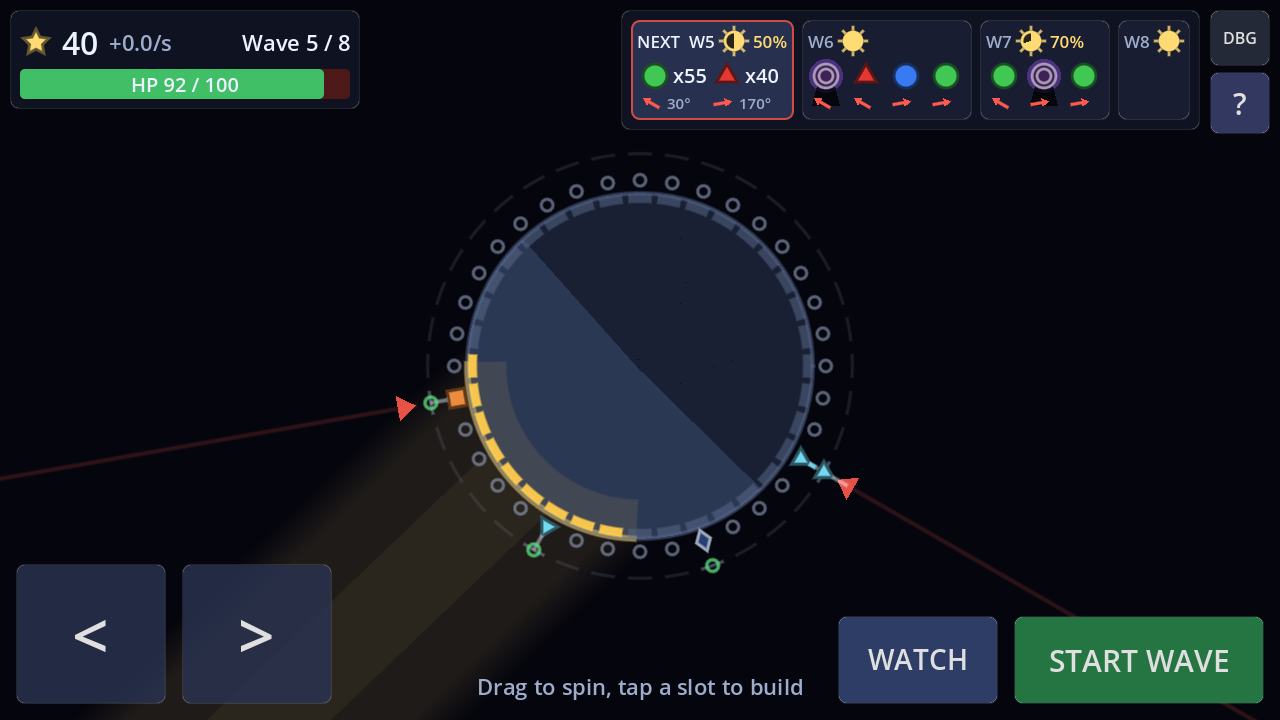 40 +0.0/s Wave 5 / 8
HP 92 / 100
NEXT W5 50%
x55 x40
30° 170°
W6
W7 70%
W8
DBG
?
< >
WATCH
START WAVE
Drag to spin, tap a slot to build